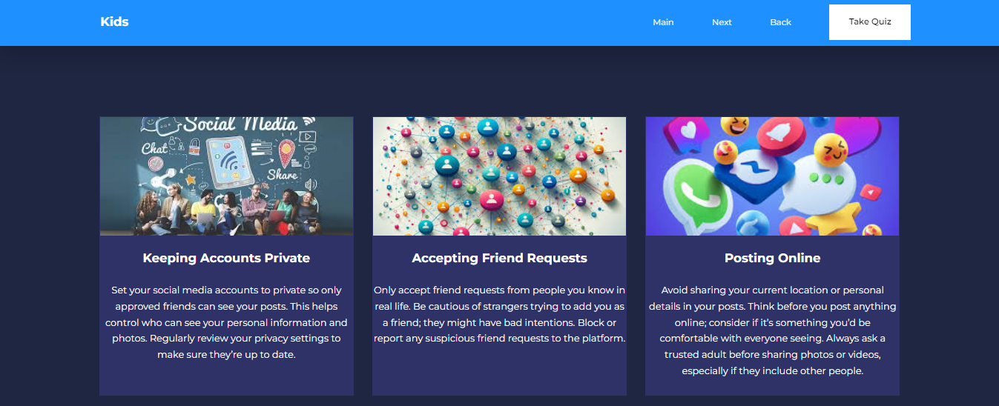 Kids
Main
Next
Back
Take Quiz
Social Media
Chat
Share
Keeping Accounts Private
Set your social media accounts to private so only
approved friends can see your posts. This helps
control who can see your personal information and
photos. Regularly review your privacy settings to
make sure they're up to date.
Accepting Friend Requests
Only accept friend requests from people you know in
real life. Be cautious of strangers trying to add you as
a friend; they might have bad intentions. Block or
report any suspicious friend requests to the platform.
Posting Online
Avoid sharing your current location or personal
details in your posts. Think before you post anything
online; consider if it's something you'd be
comfortable with everyone seeing. Always ask a
trusted adult before sharing photos or videos,
especially if they include other people.